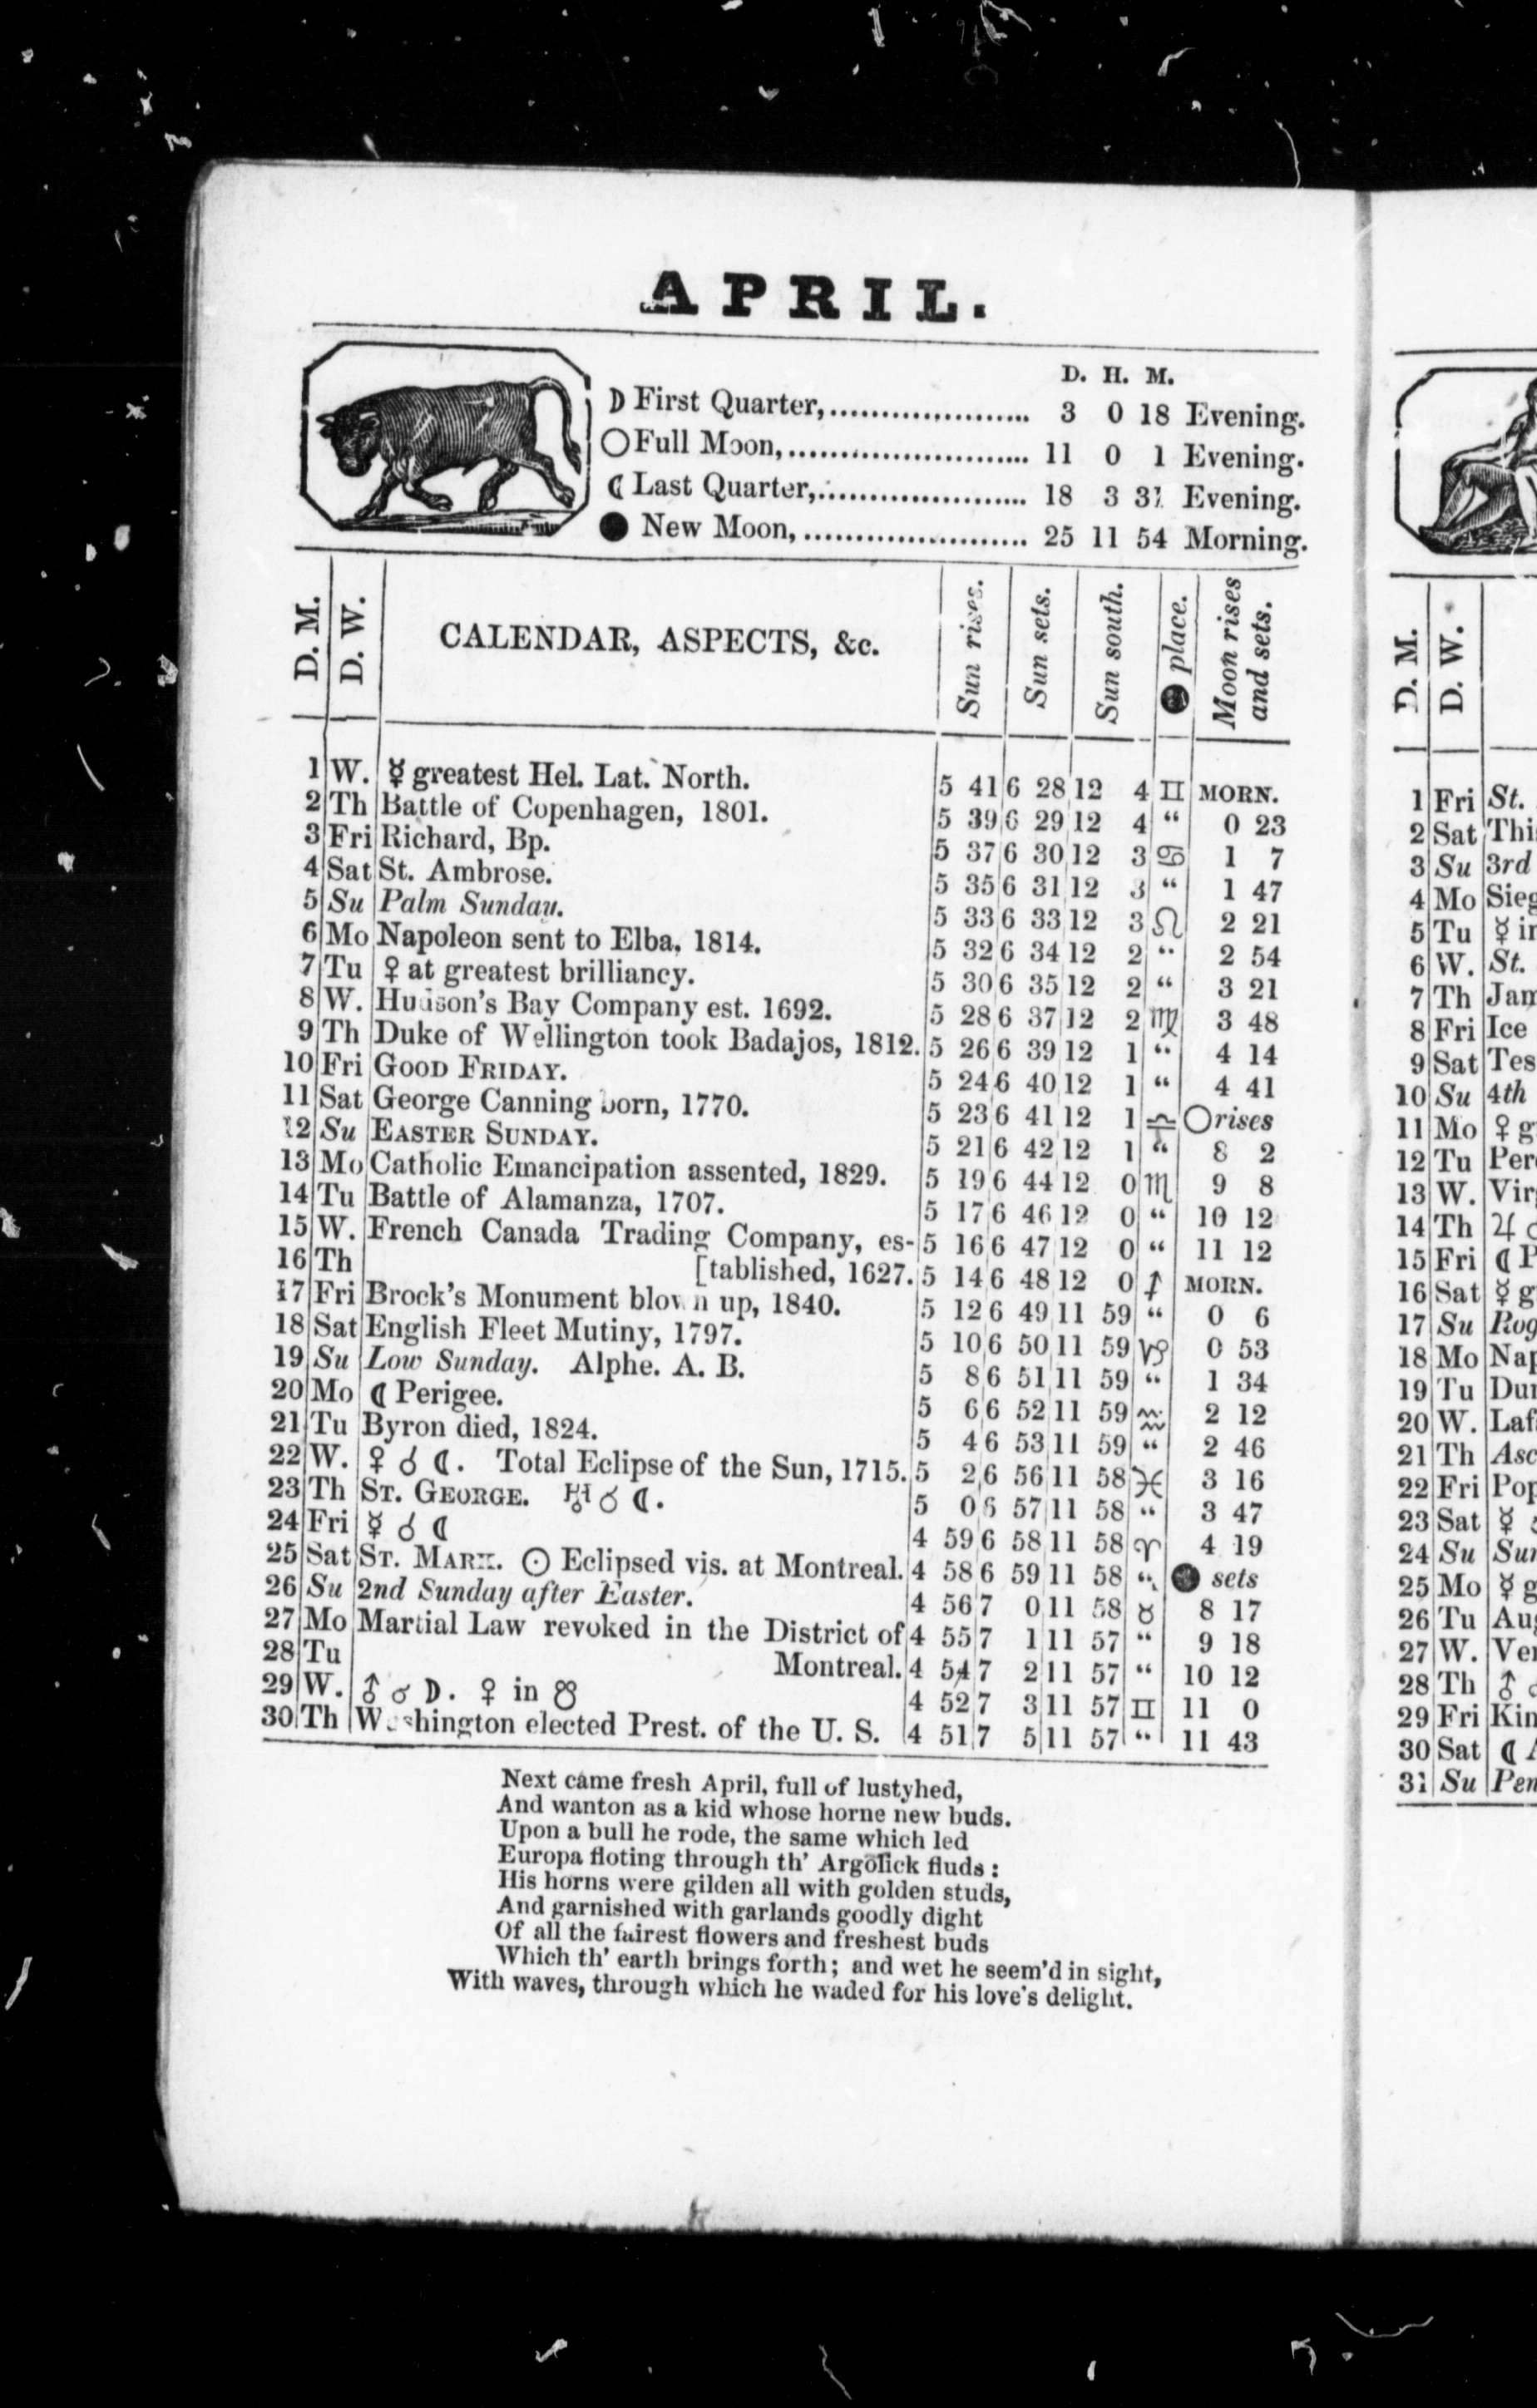 APRIL.
D. H. M.
☽ First Quarter,.................... 3 0 18 Evening.
○ Full Moon,........................ 11 0 1 Evening.
☾ Last Quarter,..................... 18 3 37 Evening.
● New Moon, ...................... 25 11 54 Morning.
D. M. D. W. CALENDAR, ASPECTS, &c. Sun rises. Sun sets. Sun south. ● place. Moon rises and sets.
1 W. ☿ greatest Hel. Lat. North. 5 41 6 28 12 4 ♊ MORN.
2 Th Battle of Copenhagen, 1801. 5 39 6 29 12 4 “ 0 23
3 Fri Richard, Bp. 5 37 6 30 12 3 ♋ 1 7
4 Sat St. Ambrose. 5 35 6 31 12 3 “ 1 47
5 Su Palm Sunday. 5 33 6 33 12 3 ♌ 2 21
6 Mo Napoleon sent to Elba, 1814. 5 32 6 34 12 2 “ 2 54
7 Tu ♀ at greatest brilliancy. 5 30 6 35 12 2 “ 3 21
8 W. Hudson's Bay Company est. 1692. 5 28 6 37 12 2 ♍ 3 48
9 Th Duke of Wellington took Badajos, 1812. 5 26 6 39 12 1 “ 4 14
10 Fri GOOD FRIDAY. 5 24 6 40 12 1 “ 4 41
11 Sat George Canning born, 1770. 5 23 6 41 12 1 ♎ ○ rises
12 Su EASTER SUNDAY. 5 21 6 42 12 1 “ 8 2
13 Mo Catholic Emancipation assented, 1829. 5 19 6 44 12 0 ♏ 9 8
14 Tu Battle of Alamanza, 1707. 5 17 6 46 12 0 “ 10 12
15 W. French Canada Trading Company, es- 5 16 6 47 12 0 “ 11 12
16 Th [tablished, 1627. 5 14 6 48 12 0 ♐ MORN.
17 Fri Brock's Monument blown up, 1840. 5 12 6 49 11 59 “ 0 6
18 Sat English Fleet Mutiny, 1797. 5 10 6 50 11 59 ♑ 0 53
19 Su Low Sunday. Alphe. A. B. 5 8 6 51 11 59 “ 1 34
20 Mo ☾ Perigee. 5 6 6 52 11 59 ♒ 2 12
21 Tu Byron died, 1824. 5 4 6 53 11 59 “ 2 46
22 W. ♀ ☌ ☾. Total Eclipse of the Sun, 1715. 5 2 6 56 11 58 ♓ 3 16
23 Th ST. GEORGE. ♅ ☌ ☾. 5 0 6 57 11 58 “ 3 47
24 Fri ☿ ☌ ☾ 4 59 6 58 11 58 ♈ 4 19
25 Sat ST. MARK. ☉ Eclipsed vis. at Montreal. 4 58 6 59 11 58 “ ● sets
26 Su 2nd Sunday after Easter. 4 56 7 0 11 58 ♉ 8 17
27 Mo Martial Law revoked in the District of 4 55 7 1 11 57 “ 9 18
28 Tu Montreal. 4 54 7 2 11 57 “ 10 12
29 W. ♂ ☌ ☽. ♀ in ☋ 4 52 7 3 11 57 ♊ 11 0
30 Th Washington elected Prest. of the U. S. 4 51 7 5 11 57 “ 11 43
Next came fresh April, full of lustyhed,
And wanton as a kid whose horne new buds.
Upon a bull he rode, the same which led
Europa floting through th' Argolick fluds :
His horns were gilden all with golden studs,
And garnished with garlands goodly dight
Of all the fairest flowers and freshest buds
Which th' earth brings forth; and wet he seem'd in sight,
With waves, through which he waded for his love's delight.
D. M. D. W.
1 Fri St.
2 Sat
3 Su 3rd
4 Mo
5 Tu ☿
6 W. St.
7 Th
8 Fri Ice
9 Sat
10 Su 4th
11 Mo ♀
12 Tu
13 W.
14 Th ♃
15 Fri ☾
16 Sat ☿
17 Su
18 Mo
19 Tu
20 W.
21 Th
22 Fri
23 Sat ☿
24 Su
25 Mo ☿
26 Tu
27 W.
28 Th ♂
29 Fri
30 Sat ☾
31 Su